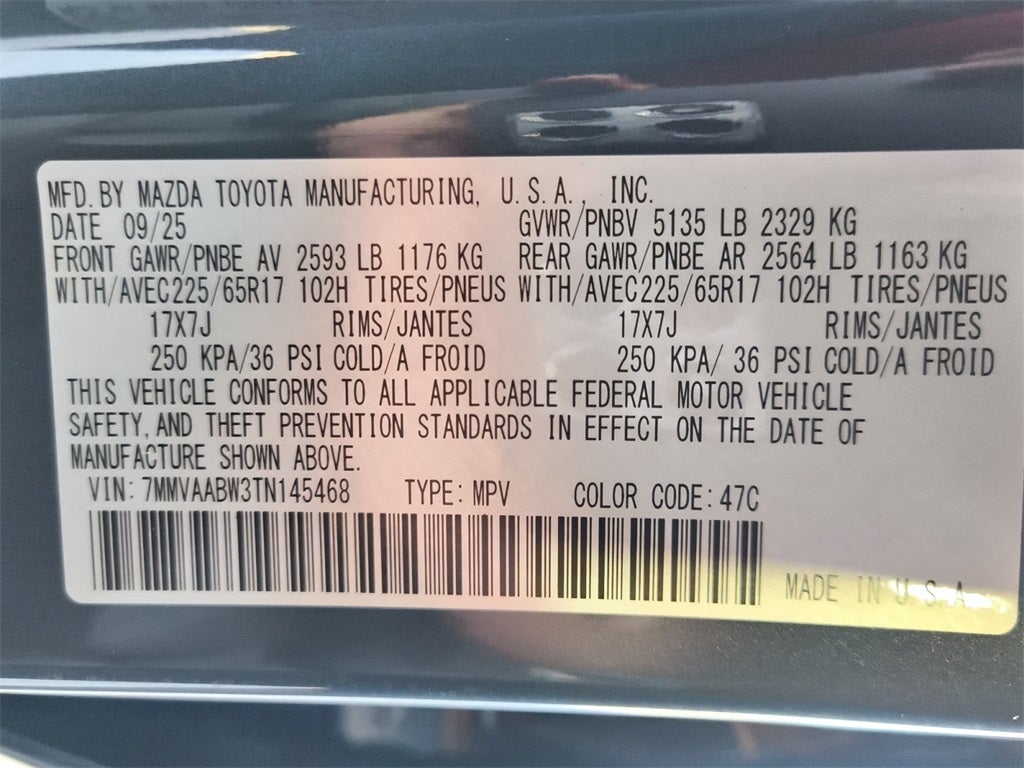 MFD. BY MAZDA TOYOTA MANUFACTURING, U.S.A., INC.
DATE 09/25 GVWR/PNBV 5135 LB 2329 KG
FRONT GAWR/PNBE AV 2593 LB 1176 KG REAR GAWR/PNBE AR 2564 LB 1163 KG
WITH/AVEC225/65R17 102H TIRES/PNEUS WITH/AVEC225/65R17 102H TIRES/PNEUS
17X7J RIMS/JANTES 17X7J RIMS/JANTES
250 KPA/36 PSI COLD/A FROID 250 KPA/ 36 PSI COLD/A FROID
THIS VEHICLE CONFORMS TO ALL APPLICABLE FEDERAL MOTOR VEHICLE
SAFETY, AND THEFT PREVENTION STANDARDS IN EFFECT ON THE DATE OF
MANUFACTURE SHOWN ABOVE.
VIN: 7MMVAABW3TN145468 TYPE: MPV COLOR CODE: 47C
MADE IN U.S.A